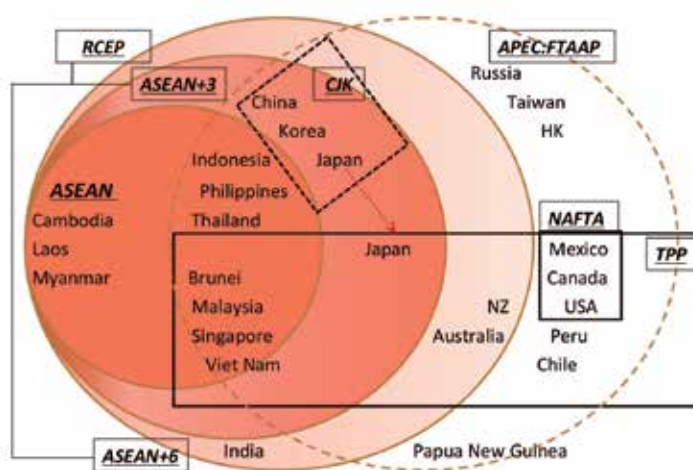 RCEP
APEC:FTAAP
ASEAN+3
CJK
Russia
China
Taiwan
Korea
HK
Indonesia
Japan
ASEAN
Philippines
Cambodia
Thailand
NAFTA
Laos
Japan
Mexico
TPP
Myanmar
Brunei
Canada
Malaysia
NZ
USA
Singapore
Australia
Peru
Viet Nam
Chile
ASEAN+6
India
Papua New Guinea